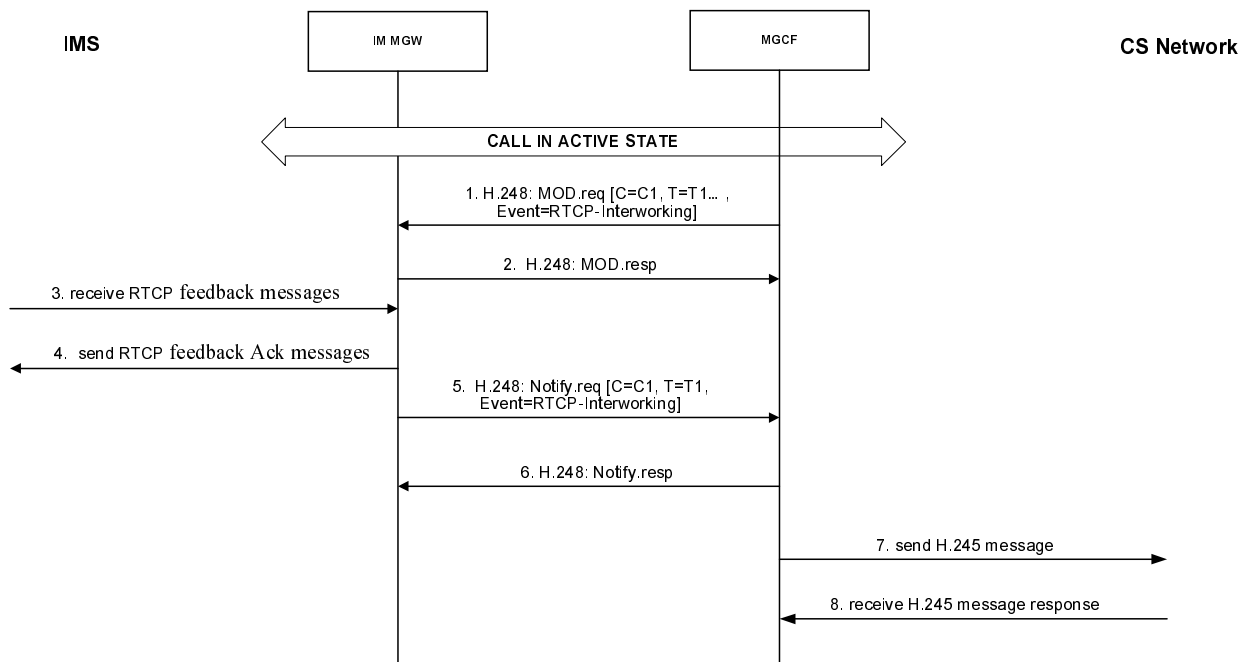 IMS
IM MGW
MGCF
CS Network
CALL IN ACTIVE STATE
1. H.248: MOD.req [C=C1, T=T1... ,
Event=RTCP-Interworking]
2. H.248: MOD.resp
3. receive RTCP feedback messages
4. send RTCP feedback Ack messages
5. H.248: Notify.req [C=C1, T=T1,
Event=RTCP-Interworking]
6. H.248: Notify.resp
7. send H.245 message
8. receive H.245 message response